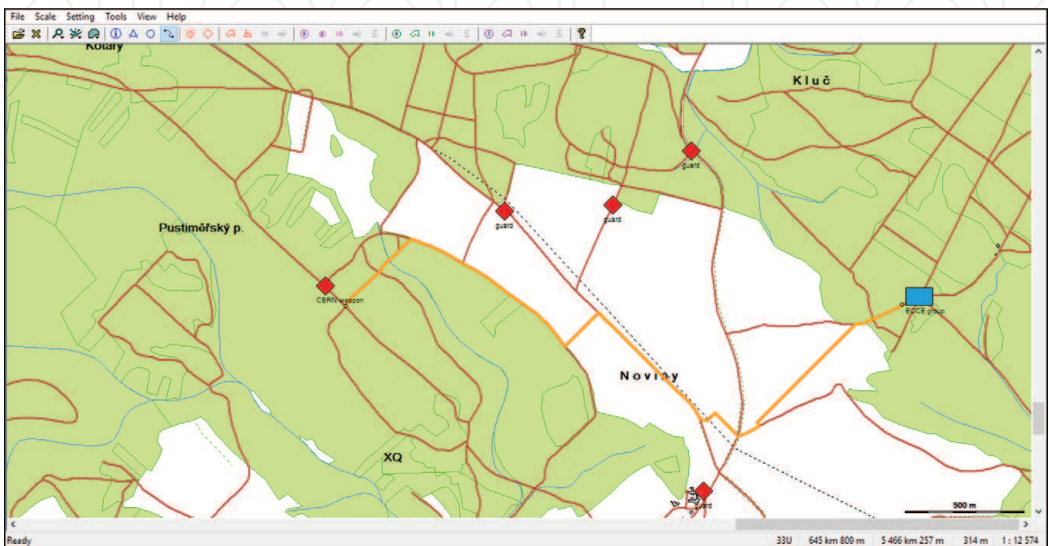 File Scale Setting Tools View Help
Kotáry
Kluč
guard
guard
guard
Pustiměřský p.
CBRN weapon
ECCE group
Noviny
XQ
guard
500 m
Ready 33U 645 km 809 m 5 466 km 257 m 314 m 1 : 12 574